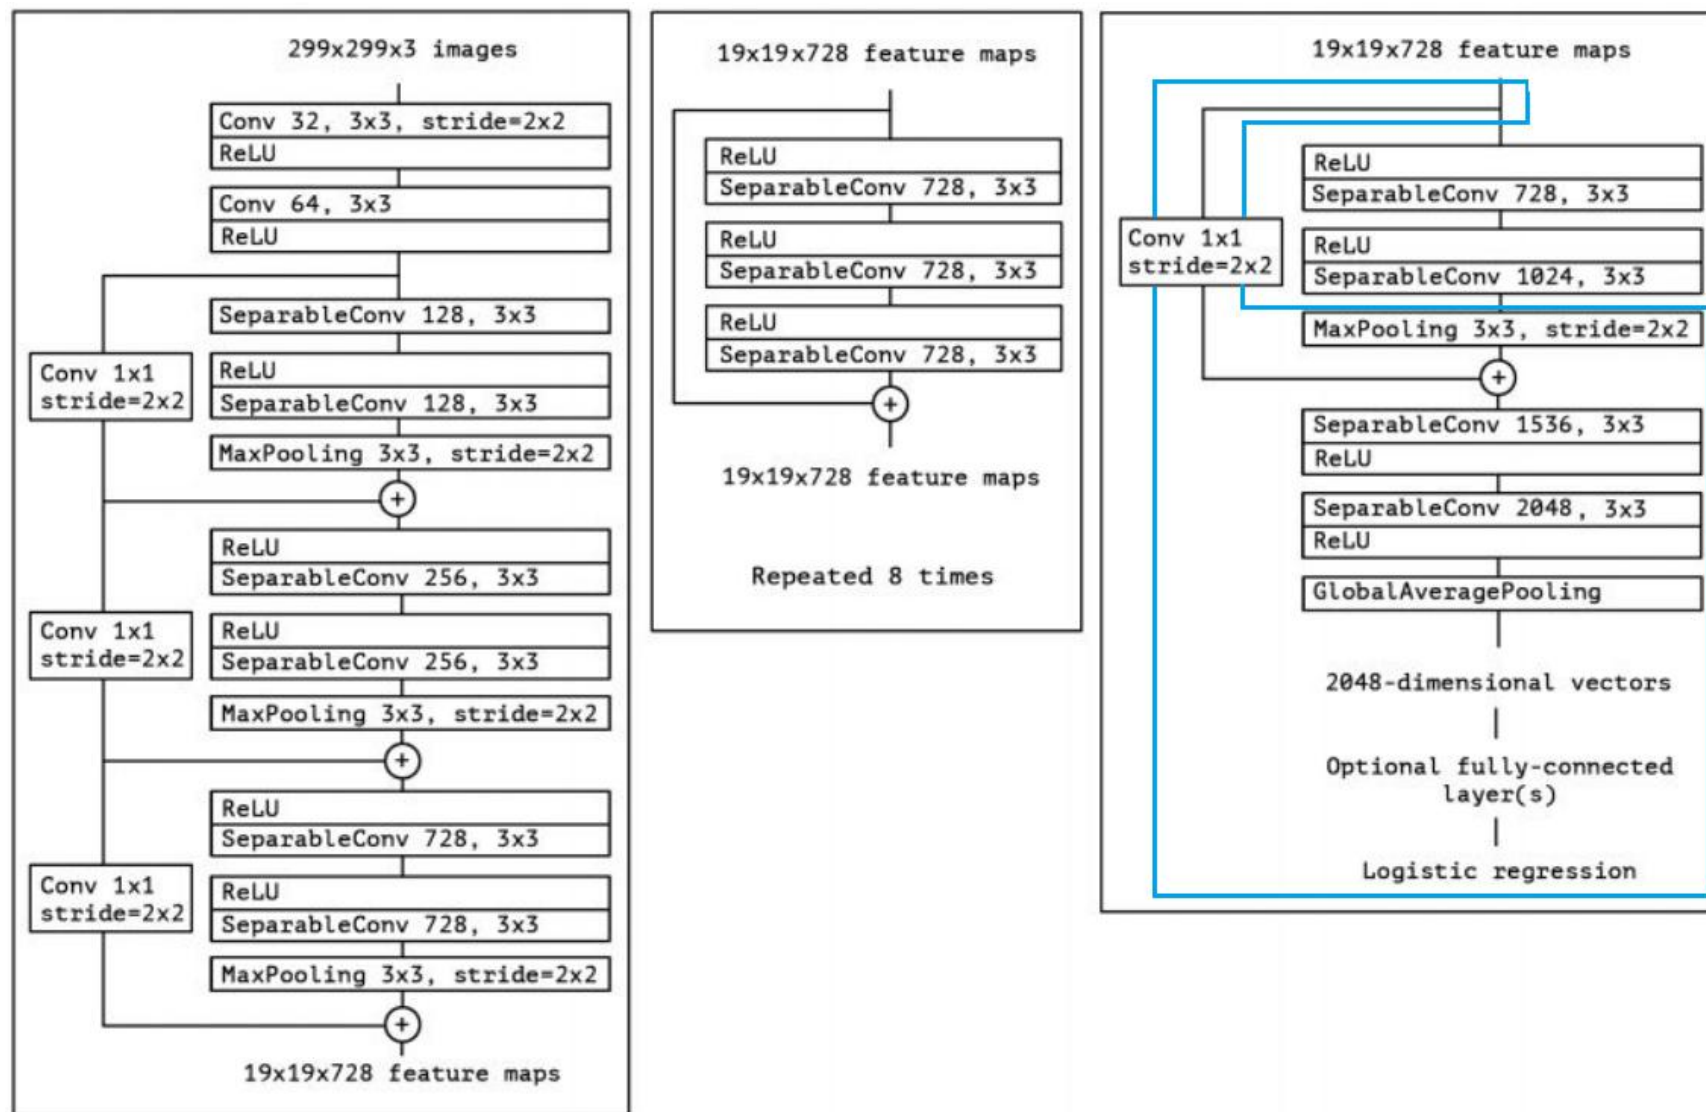 299x299x3 images
Conv 32, 3x3, stride=2x2
ReLU
Conv 64, 3x3
ReLU
SeparableConv 128, 3x3
Conv 1x1
stride=2x2
ReLU
SeparableConv 128, 3x3
MaxPooling 3x3, stride=2x2
+
ReLU
SeparableConv 256, 3x3
Conv 1x1
stride=2x2
ReLU
SeparableConv 256, 3x3
MaxPooling 3x3, stride=2x2
+
ReLU
SeparableConv 728, 3x3
Conv 1x1
stride=2x2
ReLU
SeparableConv 728, 3x3
MaxPooling 3x3, stride=2x2
+
19x19x728 feature maps
19x19x728 feature maps
ReLU
SeparableConv 728, 3x3
ReLU
SeparableConv 728, 3x3
ReLU
SeparableConv 728, 3x3
+
19x19x728 feature maps
Repeated 8 times
19x19x728 feature maps
ReLU
SeparableConv 728, 3x3
Conv 1x1
stride=2x2
ReLU
SeparableConv 1024, 3x3
MaxPooling 3x3, stride=2x2
+
SeparableConv 1536, 3x3
ReLU
SeparableConv 2048, 3x3
ReLU
GlobalAveragePooling
2048-dimensional vectors
Optional fully-connected
layer(s)
Logistic regression